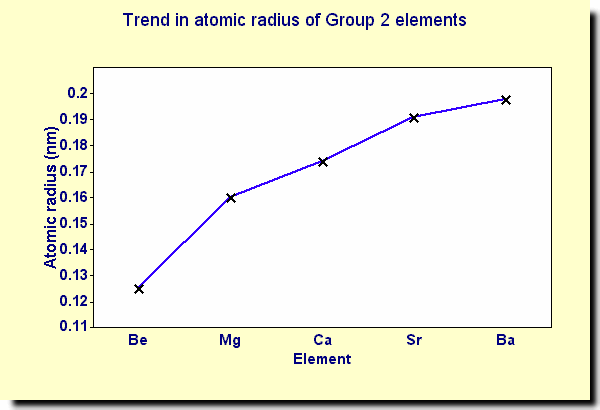 Trend in atomic radius of Group 2 elements
Atomic radius (nm)
0.2
0.19
0.18
0.17
0.16
0.15
0.14
0.13
0.12
0.11
Be Mg Ca Sr Ba
Element